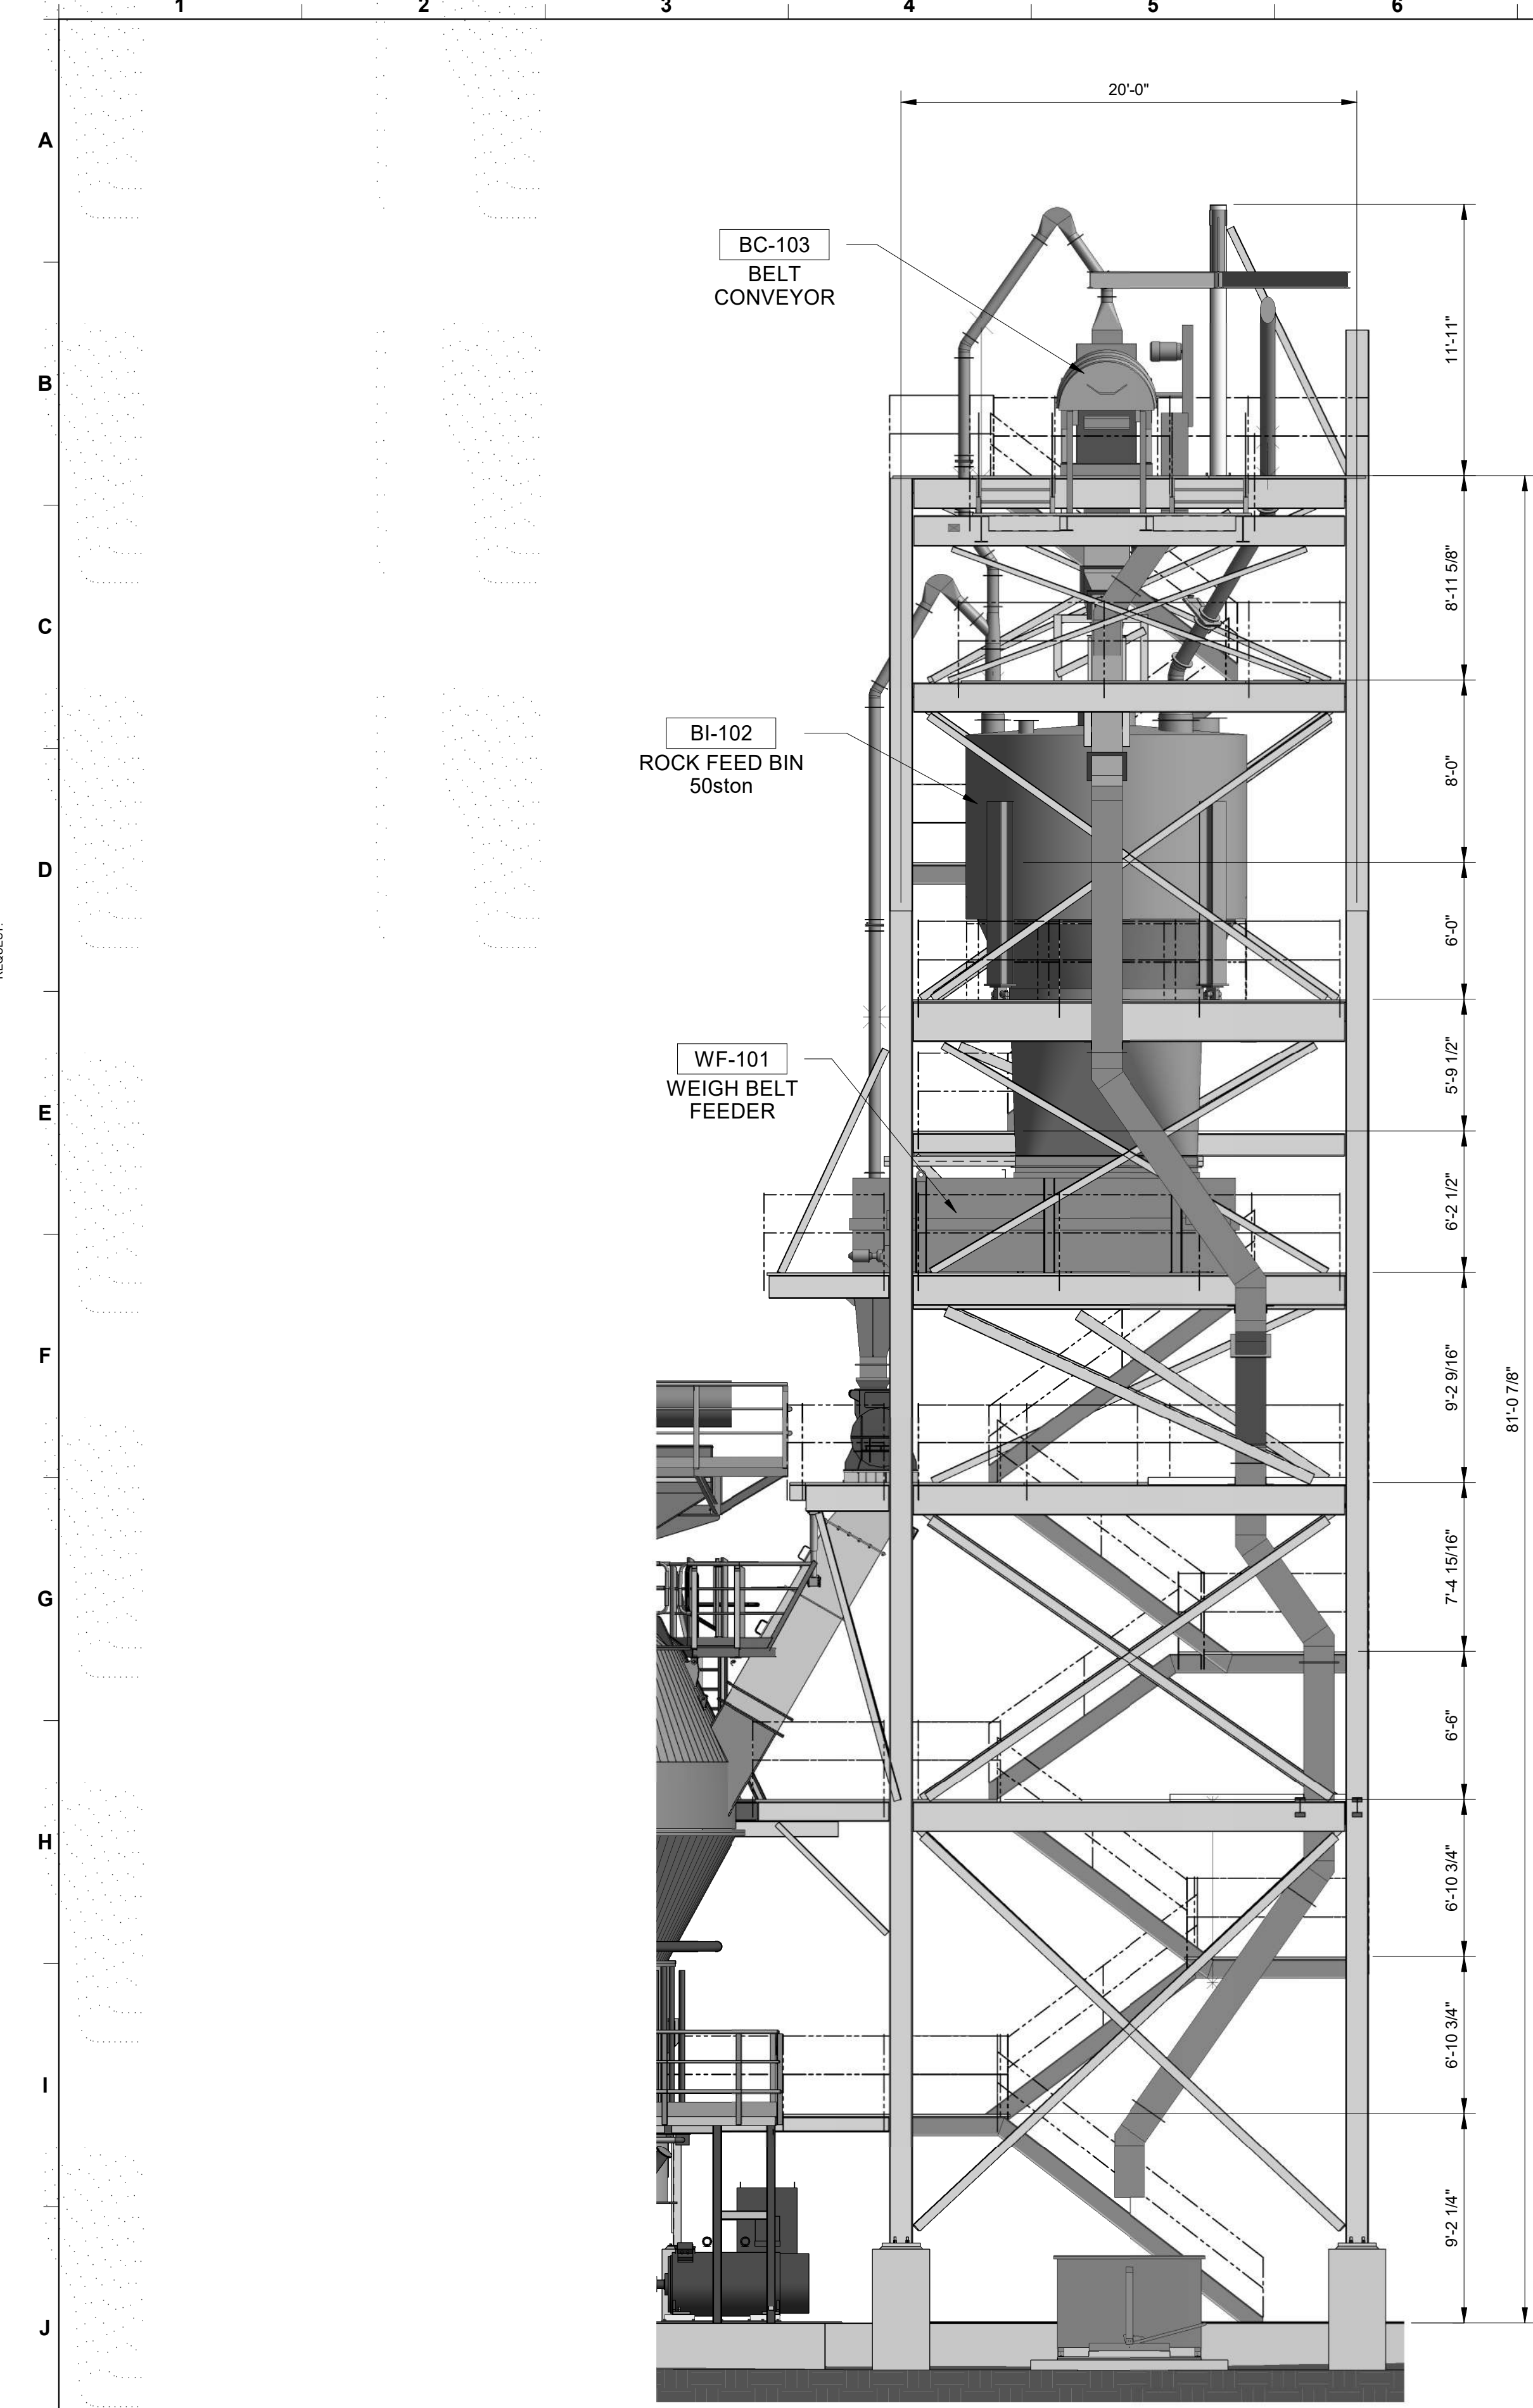 1 2 3 4 5 6
20'-0"
A
BC-103
BELT
CONVEYOR
11'-11"
B
8'-11 5/8"
C
BI-102
ROCK FEED BIN
50ston
8'-0"
D
6'-0"
WF-101
WEIGH BELT
FEEDER
5'-9 1/2"
E
6'-2 1/2"
F
9'-2 9/16"
81'-0 7/8"
G
7'-4 15/16"
6'-6"
H
6'-10 3/4"
I
6'-10 3/4"
9'-2 1/4"
J